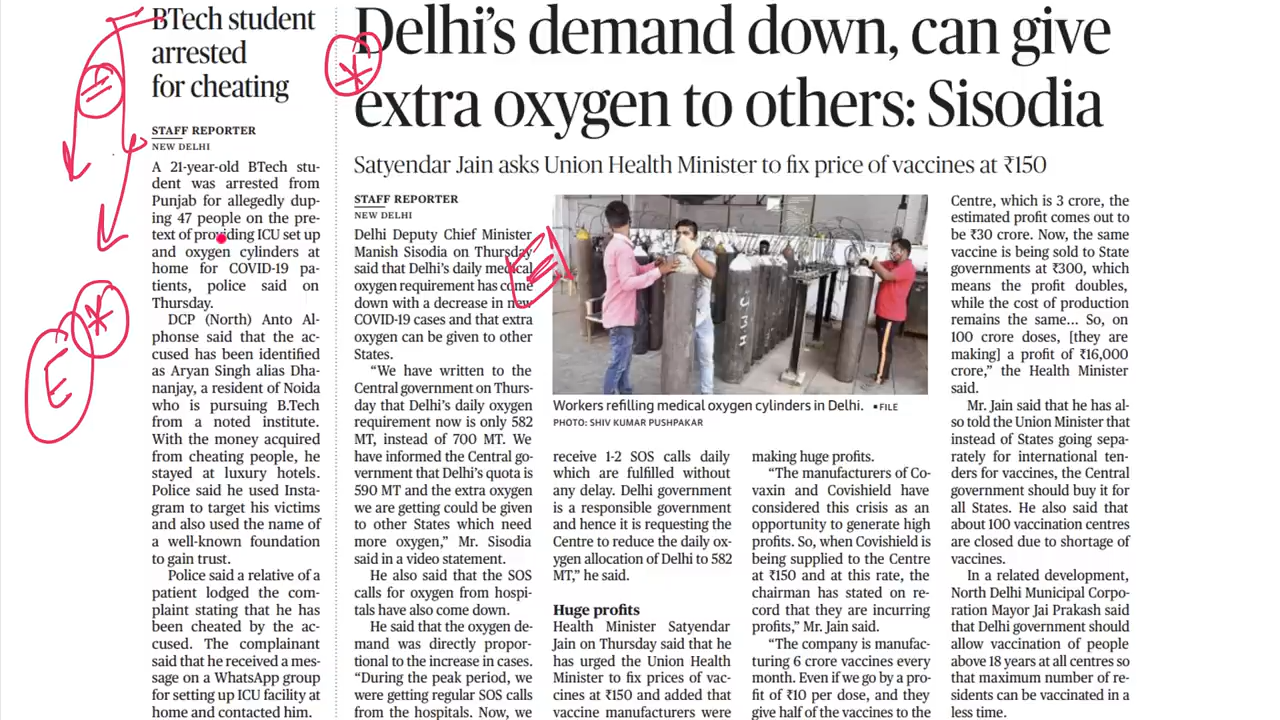 BTech student
arrested
for cheating
STAFF REPORTER
NEW DELHI
A 21-year-old BTech stu-
dent was arrested from
Punjab for allegedly dup-
ing 47 people on the pre-
text of providing ICU set up
and oxygen cylinders at
home for COVID-19 pa-
tients, police said on
Thursday.
DCP (North) Anto Al-
phonse said that the ac-
cused has been identified
as Aryan Singh alias Dha-
nanjay, a resident of Noida
who is pursuing B.Tech
from a noted institute.
With the money acquired
from cheating people, he
stayed at luxury hotels.
Police said he used Insta-
gram to target his victims
and also used the name of
a well-known foundation
to gain trust.
Police said a relative of a
patient lodged the com-
plaint stating that he has
been cheated by the ac-
cused. The complainant
said that he received a mes-
sage on a WhatsApp group
for setting up ICU facility at
home and contacted him.
E
Delhi's demand down, can give
extra oxygen to others: Sisodia
Satyendar Jain asks Union Health Minister to fix price of vaccines at ₹150
STAFF REPORTER
NEW DELHI
Delhi Deputy Chief Minister
Manish Sisodia on Thursday
said that Delhi's daily medical
oxygen requirement has come
down with a decrease in new
COVID-19 cases and that extra
oxygen can be given to other
States.
"We have written to the
Central government on Thurs-
day that Delhi's daily oxygen
requirement now is only 582
MT, instead of 700 MT. We
have informed the Central go-
vernment that Delhi's quota is
590 MT and the extra oxygen
we are getting could be given
to other States which need
more oxygen," Mr. Sisodia
said in a video statement.
He also said that the SOS
calls for oxygen from hospi-
tals have also come down.
He said that the oxygen de-
mand was directly propor-
tional to the increase in cases.
"During the peak period, we
were getting regular SOS calls
from the hospitals. Now, we
Workers refilling medical oxygen cylinders in Delhi. ▪FILE
PHOTO: SHIV KUMAR PUSHPAKAR
receive 1-2 SOS calls daily
which are fulfilled without
any delay. Delhi government
is a responsible government
and hence it is requesting the
Centre to reduce the daily ox-
ygen allocation of Delhi to 582
MT," he said.
Huge profits
Health Minister Satyendar
Jain on Thursday said that he
has urged the Union Health
Minister to fix prices of vac-
cines at ₹150 and added that
vaccine manufacturers were
making huge profits.
"The manufacturers of Co-
vaxin and Covishield have
considered this crisis as an
opportunity to generate high
profits. So, when Covishield is
being supplied to the Centre
at ₹150 and at this rate, the
chairman has stated on re-
cord that they are incurring
profits," Mr. Jain said.
"The company is manufac-
turing 6 crore vaccines every
month. Even if we go by a pro-
fit of ₹10 per dose, and they
give half of the vaccines to the
Centre, which is 3 crore, the
estimated profit comes out to
be ₹30 crore. Now, the same
vaccine is being sold to State
governments at ₹300, which
means the profit doubles,
while the cost of production
remains the same... So, on
100 crore doses, [they are
making] a profit of ₹16,000
crore," the Health Minister
said.
Mr. Jain said that he has al-
so told the Union Minister that
instead of States going sepa-
rately for international ten-
ders for vaccines, the Central
government should buy it for
all States. He also said that
about 100 vaccination centres
are closed due to shortage of
vaccines.
In a related development,
North Delhi Municipal Corpo-
ration Mayor Jai Prakash said
that Delhi government should
allow vaccination of people
above 18 years at all centres so
that maximum number of re-
sidents can be vaccinated in a
less time.